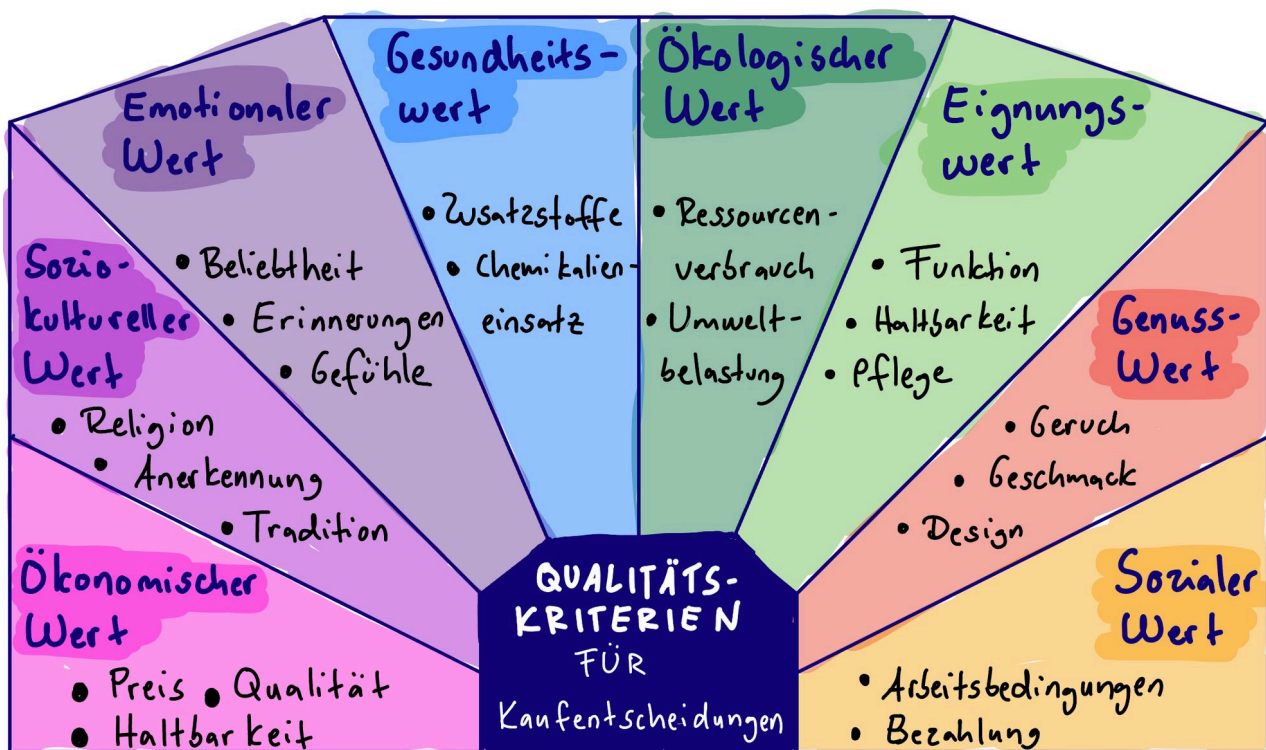 Ökonomischer
Wert
• Preis • Qualität
• Haltbarkeit
Sozio-
kultureller
Wert
• Religion
• Anerkennung
• Tradition
Emotionaler
Wert
• Beliebtheit
• Erinnerungen
• Gefühle
Gesundheits-
wert
• Zusatzstoffe
• Chemikalien-
einsatz
Ökologischer
Wert
• Ressourcen-
verbrauch
• Umwelt-
belastung
Eignungs-
wert
• Funktion
• Haltbarkeit
• Pflege
Genuss-
Wert
• Geruch
• Geschmack
• Design
Sozialer
Wert
• Arbeitsbedingungen
• Bezahlung
QUALITÄTS-
KRITERIEN
FÜR
Kaufentscheidungen